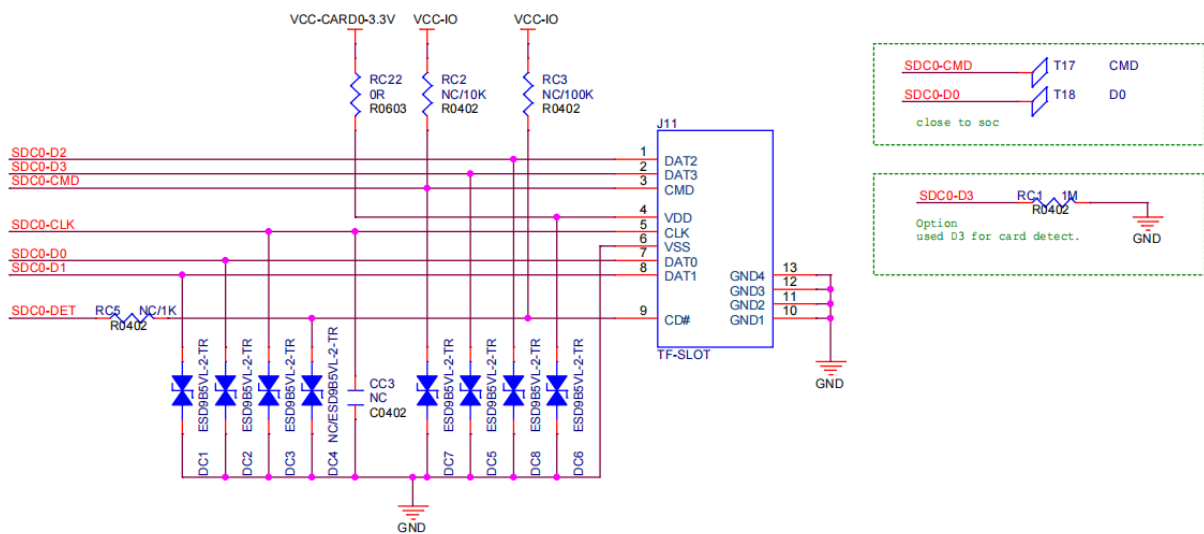 VCC-CARD0-3.3V VCC-IO VCC-IO
RC22
0R
R0603
RC2
NC/10K
R0402
RC3
NC/100K
R0402
J11
SDC0-D2
SDC0-D3
SDC0-CMD
SDC0-CLK
SDC0-D0
SDC0-D1
SDC0-DET
RC5 NC/1K
R0402
1 DAT2
2 DAT3
3 CMD
4 VDD
5 CLK
6 VSS
7 DAT0
8 DAT1
9 CD#
GND4 13
GND3 12
GND2 11
GND1 10
TF-SLOT
GND
ESD9B5VL-2-TR
DC1
ESD9B5VL-2-TR
DC2
ESD9B5VL-2-TR
DC3
NC/ESD9B5VL-2-TR
DC4
CC3
NC
C0402
ESD9B5VL-2-TR
DC7
ESD9B5VL-2-TR
DC5
ESD9B5VL-2-TR
DC8
ESD9B5VL-2-TR
DC6
GND
SDC0-CMD T17 CMD
SDC0-D0 T18 D0
close to soc
SDC0-D3 RC1 1M
R0402
GND
Option
used D3 for card detect.